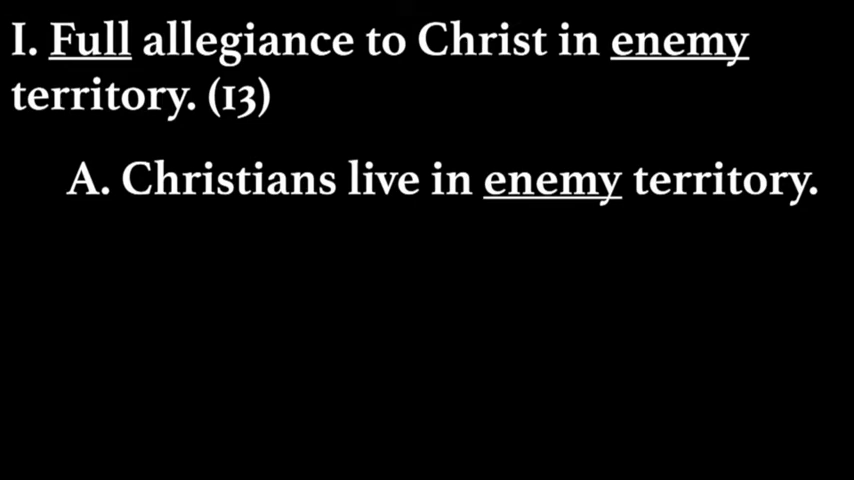 I. Full allegiance to Christ in enemy
territory. (13)
A. Christians live in enemy territory.